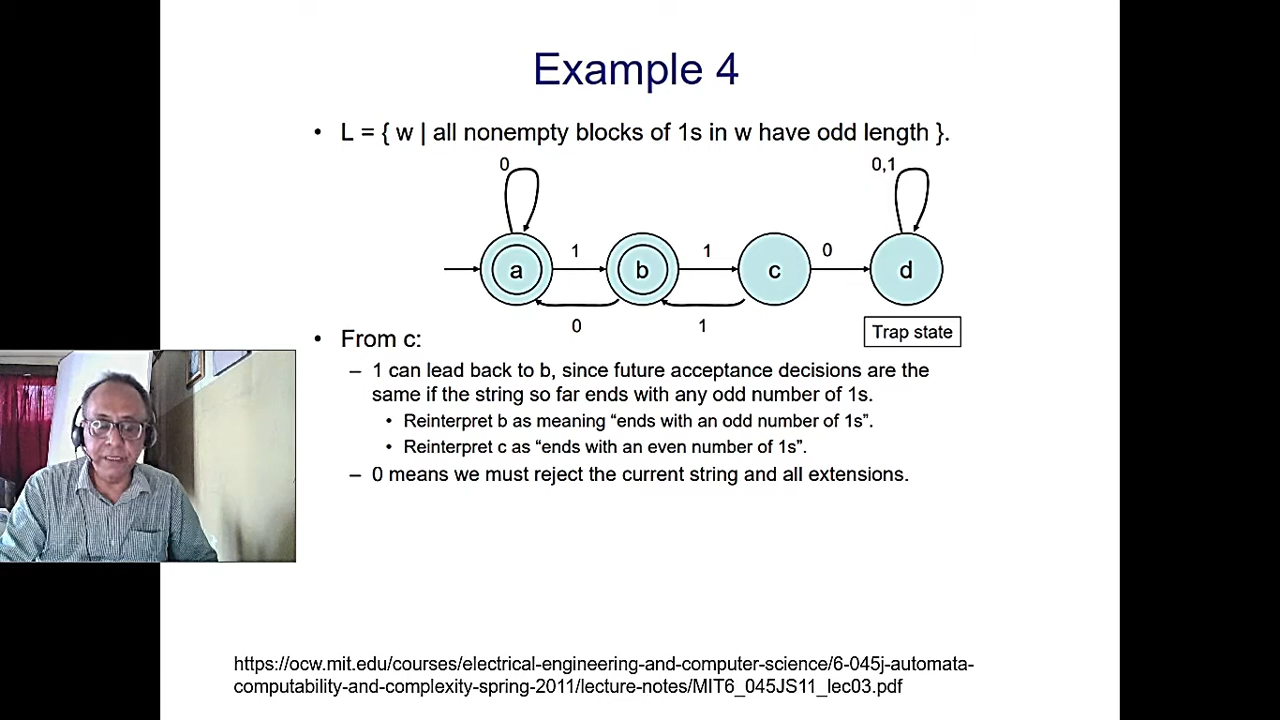 Example 4
• L = { w | all nonempty blocks of 1s in w have odd length }.
0
0,1
1
1
0
a
b
c
d
0
1
Trap state
• From c:
– 1 can lead back to b, since future acceptance decisions are the
same if the string so far ends with any odd number of 1s.
• Reinterpret b as meaning “ends with an odd number of 1s”.
• Reinterpret c as “ends with an even number of 1s”.
– 0 means we must reject the current string and all extensions.
https://ocw.mit.edu/courses/electrical-engineering-and-computer-science/6-045j-automata-
computability-and-complexity-spring-2011/lecture-notes/MIT6_045JS11_lec03.pdf